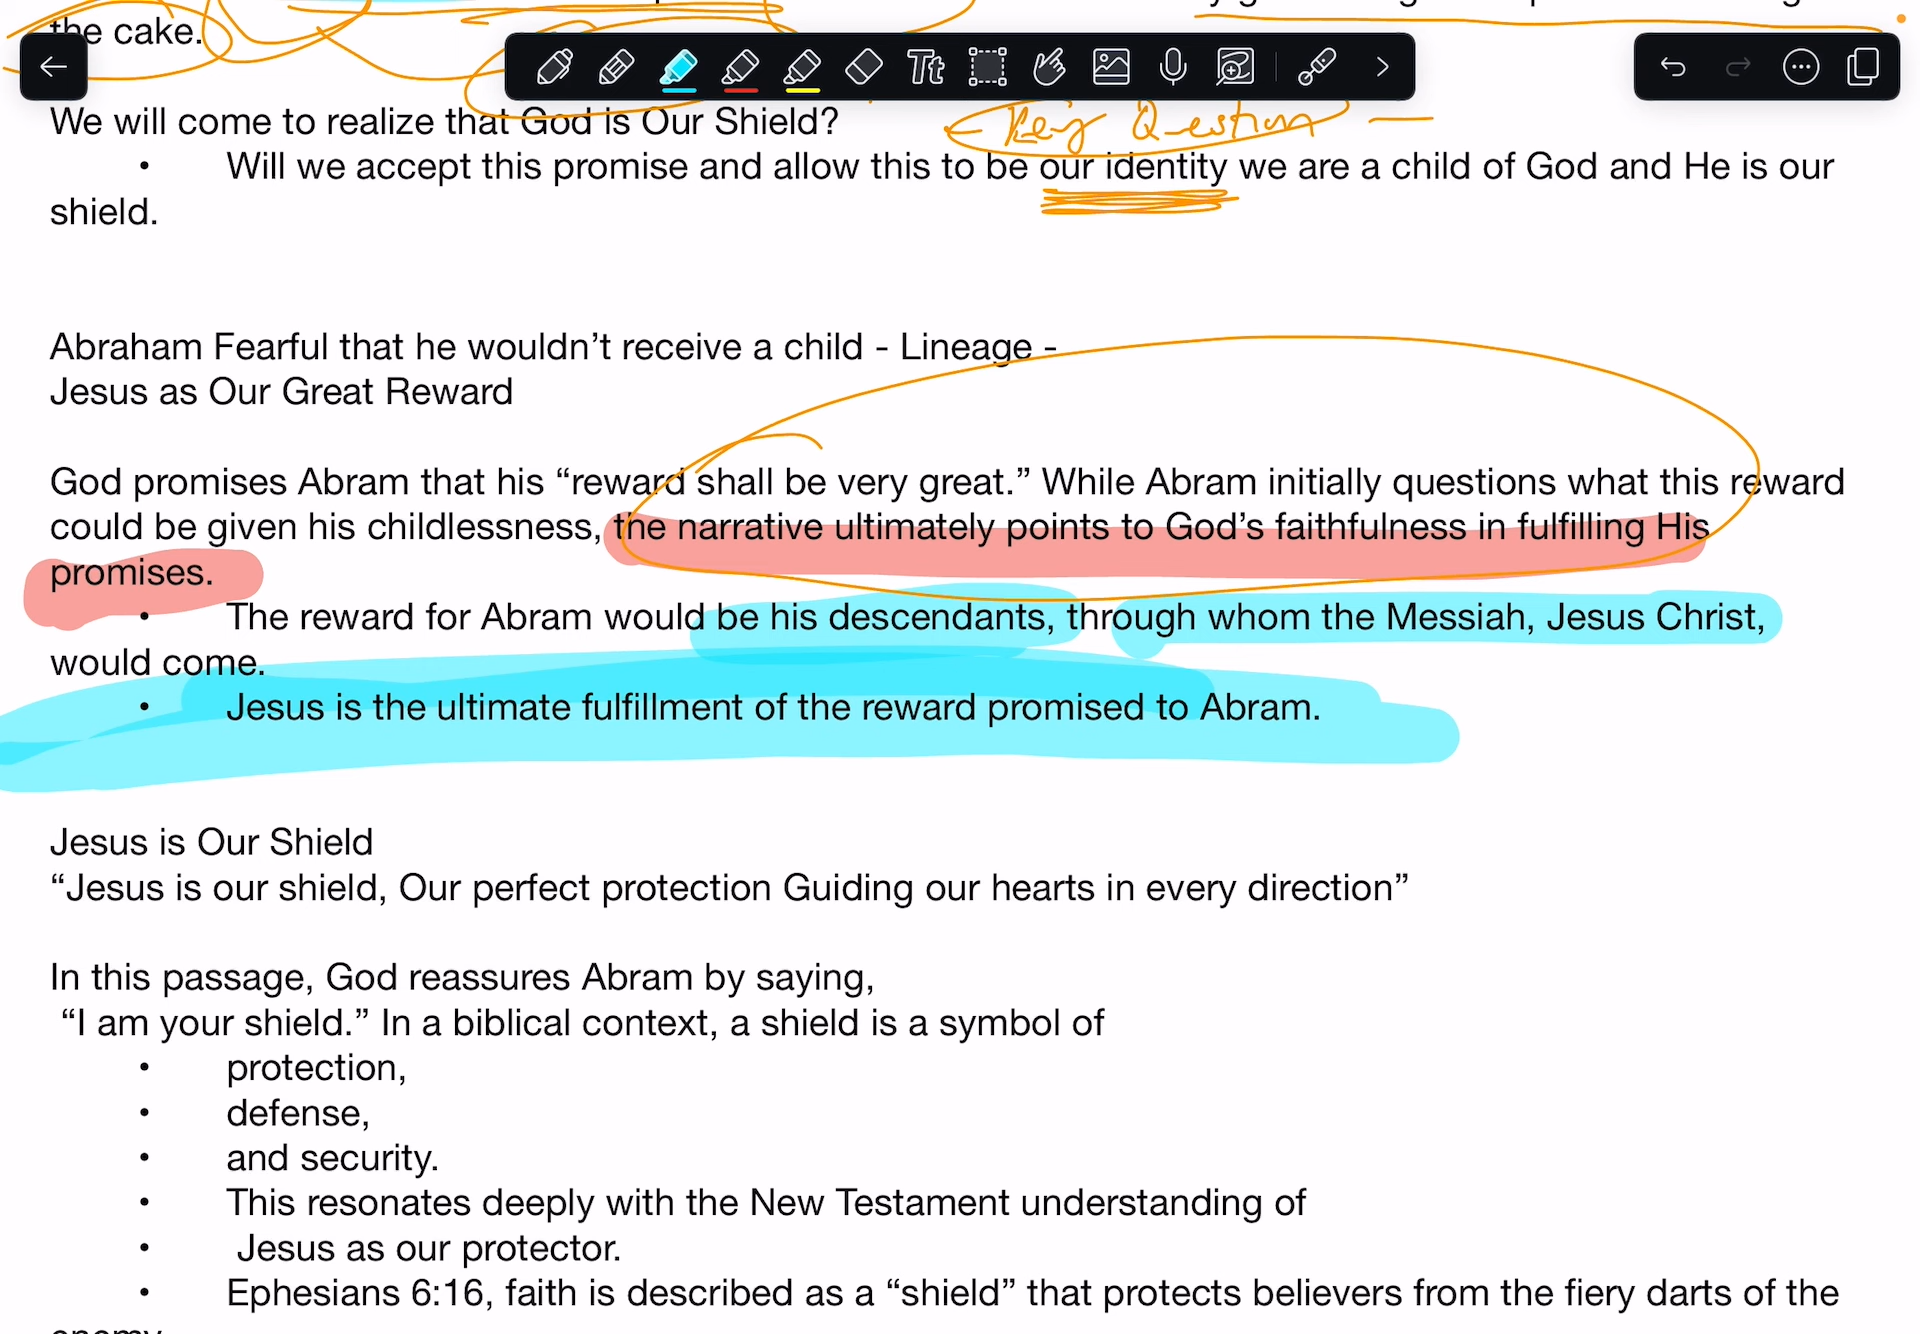 the cake.
We will come to realize that God is Our Shield?
Key Question
• Will we accept this promise and allow this to be our identity we are a child of God and He is our
shield.
Abraham Fearful that he wouldn’t receive a child - Lineage -
Jesus as Our Great Reward
God promises Abram that his “reward shall be very great.” While Abram initially questions what this reward
could be given his childlessness, the narrative ultimately points to God’s faithfulness in fulfilling His
promises.
• The reward for Abram would be his descendants, through whom the Messiah, Jesus Christ,
would come.
• Jesus is the ultimate fulfillment of the reward promised to Abram.
Jesus is Our Shield
“Jesus is our shield, Our perfect protection Guiding our hearts in every direction”
In this passage, God reassures Abram by saying,
“I am your shield.” In a biblical context, a shield is a symbol of
• protection,
• defense,
• and security.
• This resonates deeply with the New Testament understanding of
• Jesus as our protector.
• Ephesians 6:16, faith is described as a “shield” that protects believers from the fiery darts of the